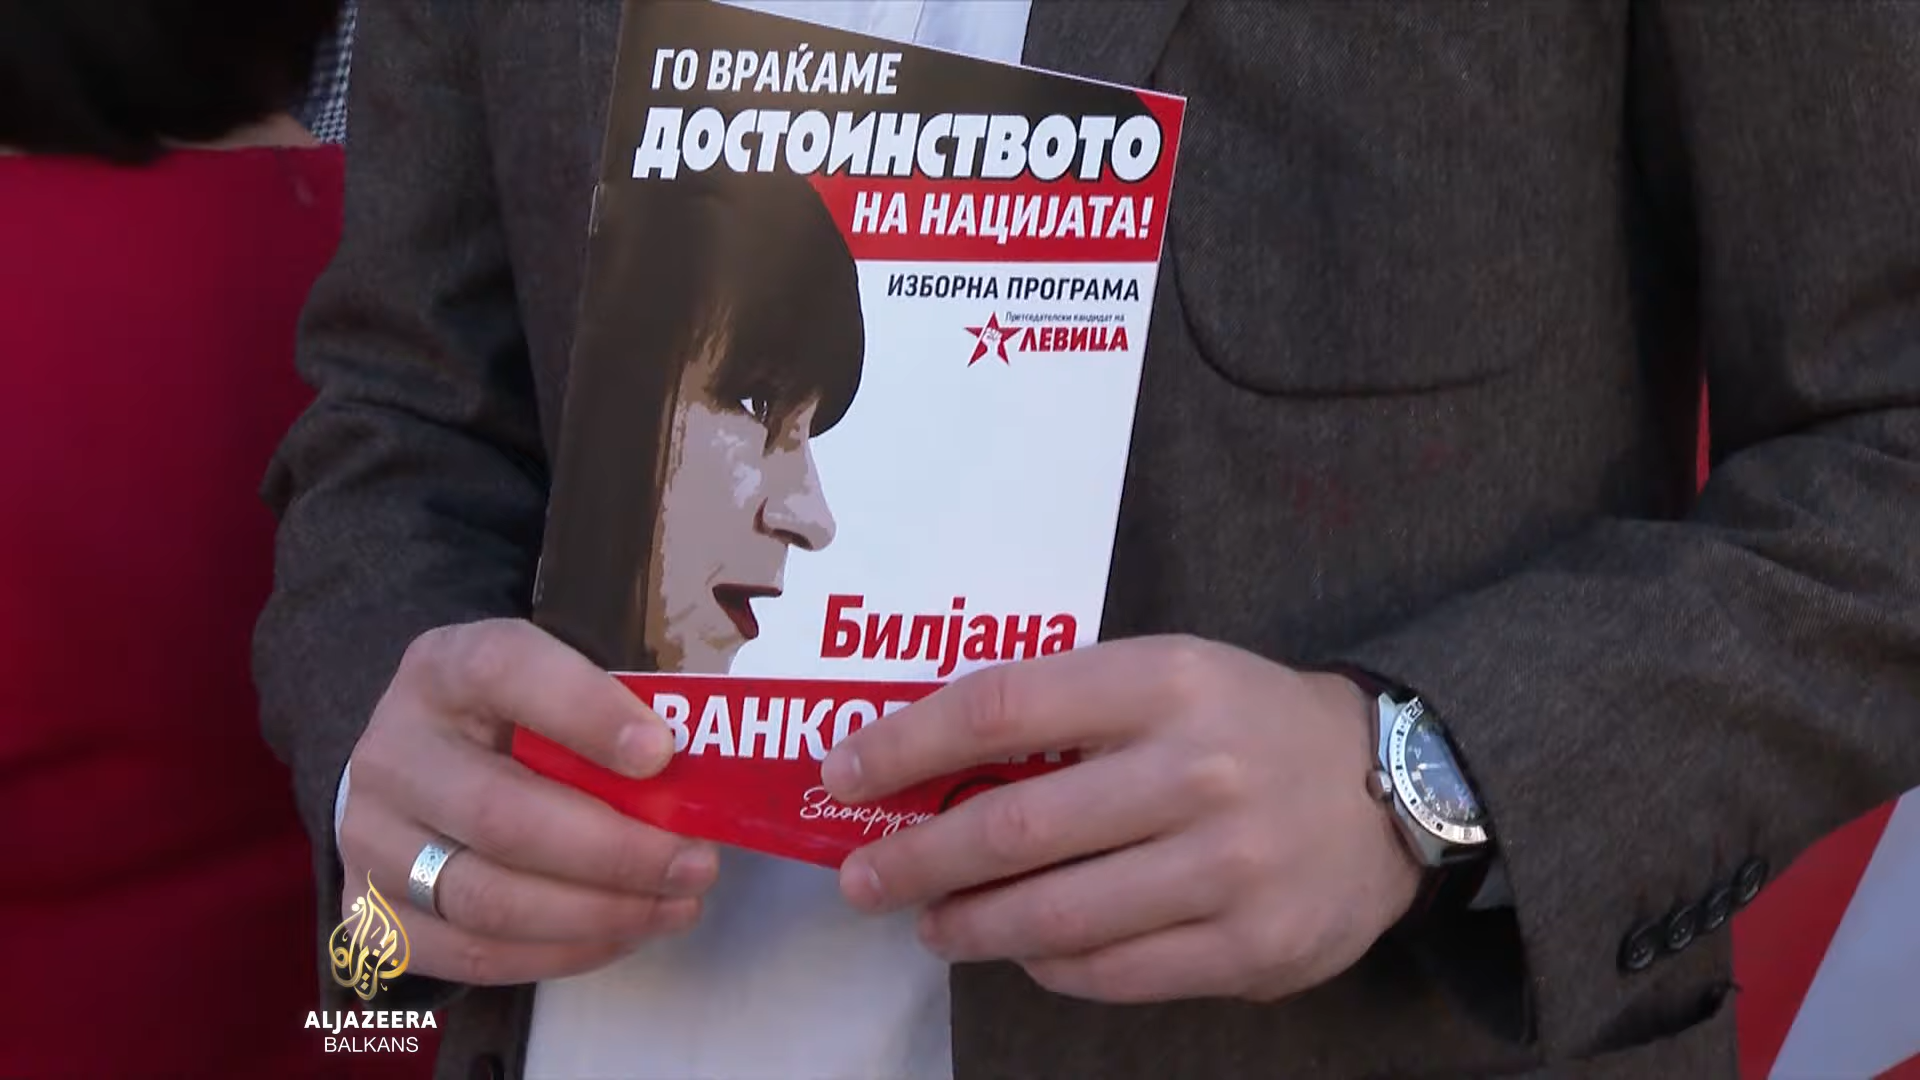 ГО ВРАЌАМЕ
ДОСТОИНСТВОТО
НА НАЦИЈАТА!
ИЗБОРНА ПРОГРАМА
Претседателски кандидат на
ЛЕВИЦА
Билјана
ALJAZEERA
BALKANS